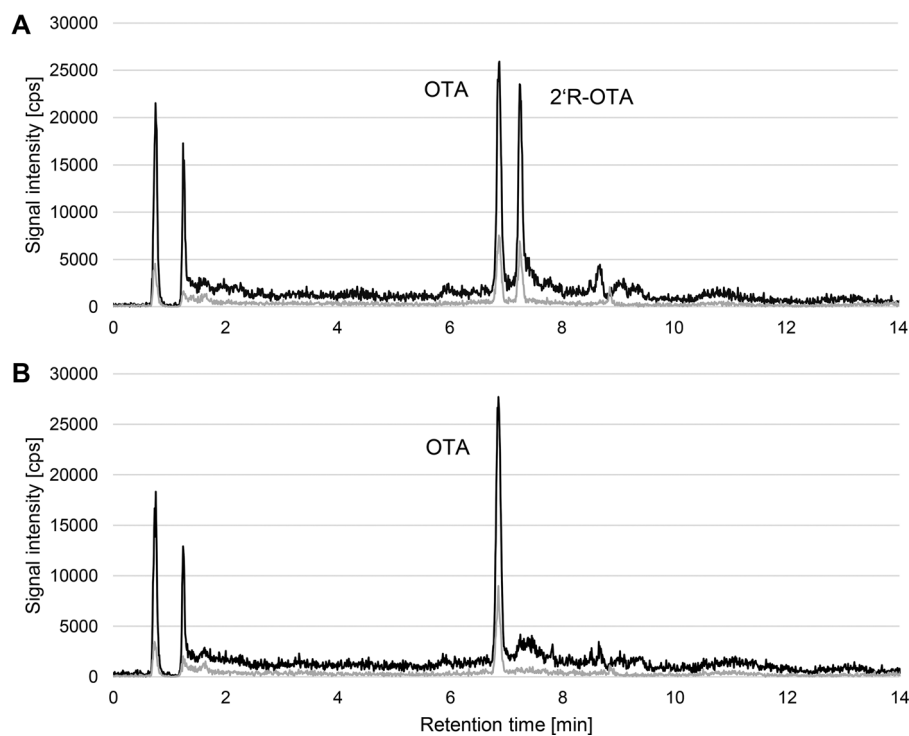 A
30000
25000
20000
15000
10000
5000
0
Signal intensity [cps]
OTA
2'R-OTA
0 2 4 6 8 10 12 14
B
30000
25000
20000
15000
10000
5000
0
Signal intensity [cps]
OTA
0 2 4 6 8 10 12 14
Retention time [min]